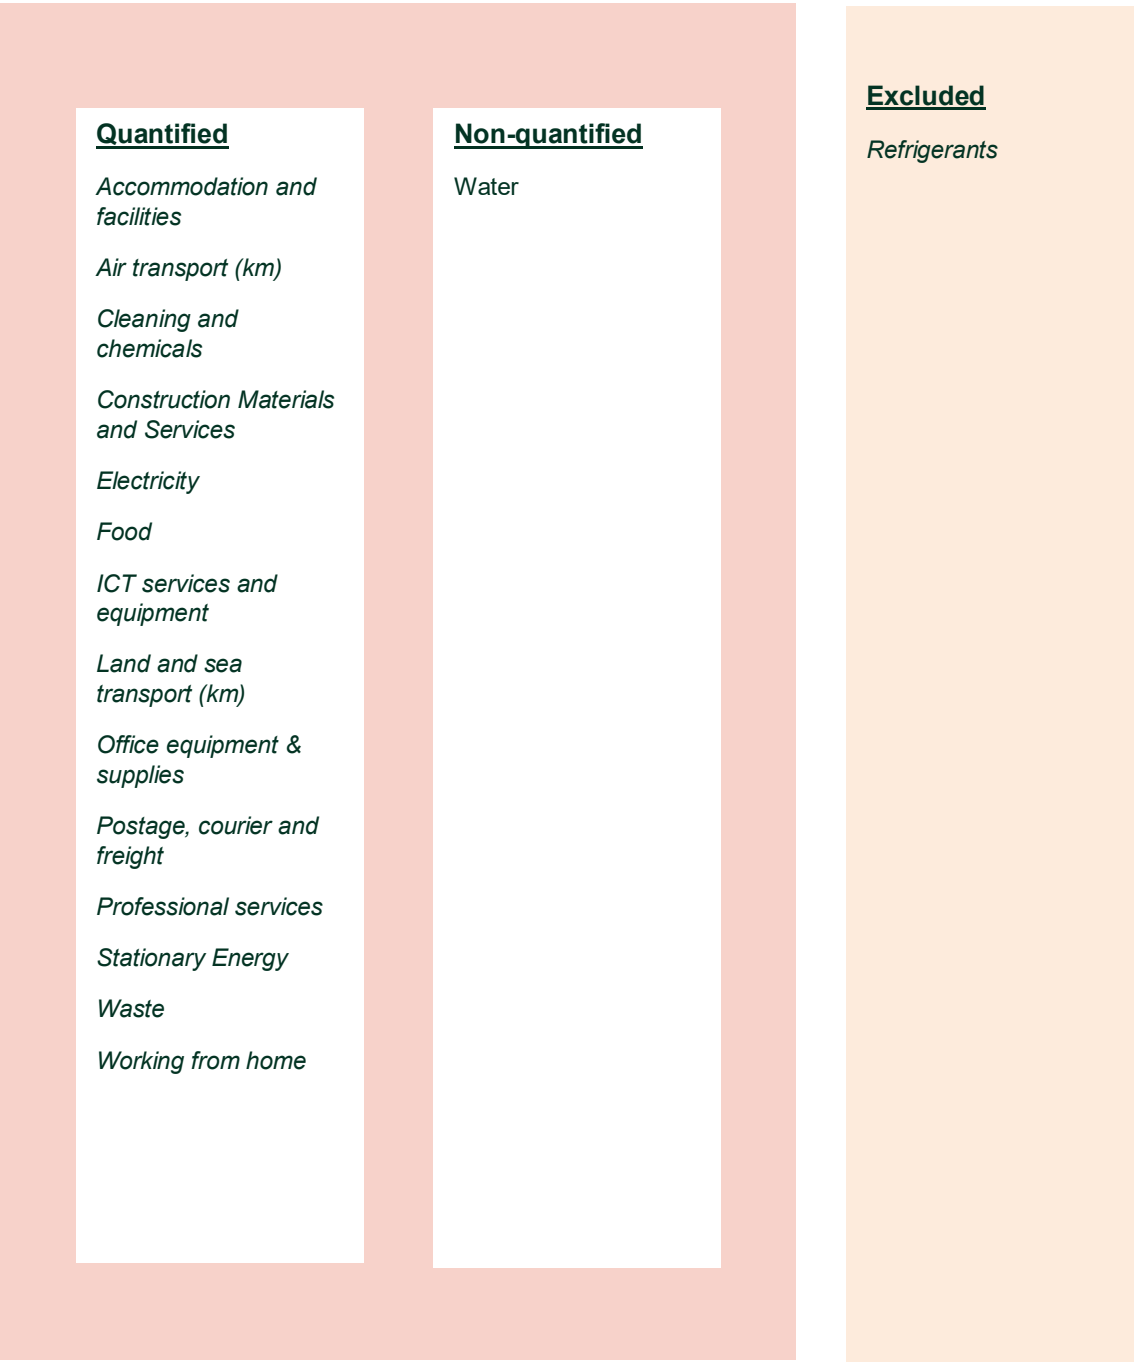 Quantified
Accommodation and
facilities
Air transport (km)
Cleaning and
chemicals
Construction Materials
and Services
Electricity
Food
ICT services and
equipment
Land and sea
transport (km)
Office equipment &
supplies
Postage, courier and
freight
Professional services
Stationary Energy
Waste
Working from home
Non-quantified
Water
Excluded
Refrigerants